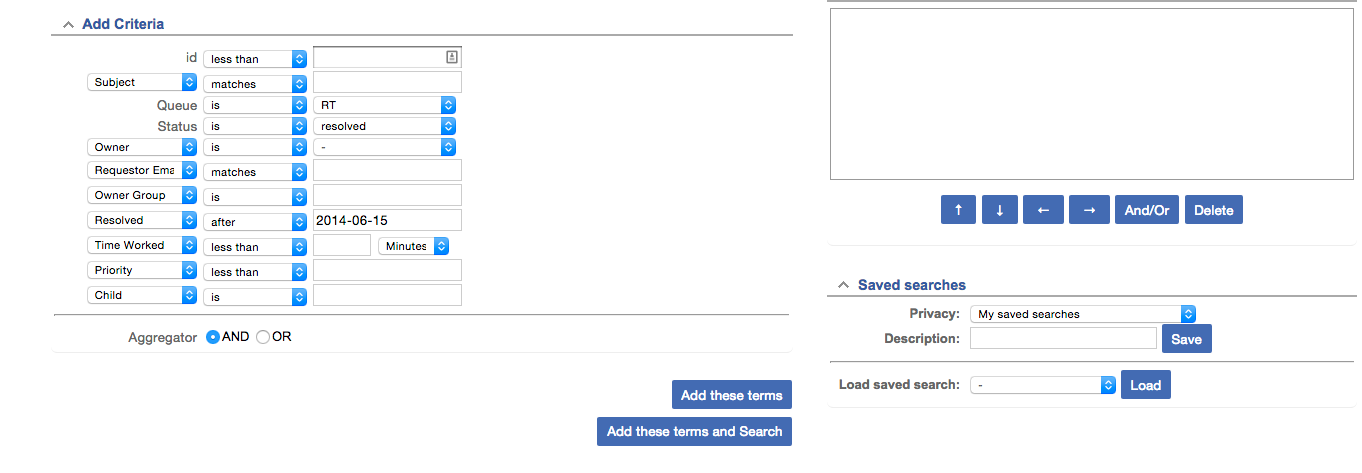 Add Criteria
id less than
Subject matches
Queue is RT
Status is resolved
Owner is -
Requestor Ema matches
Owner Group is
Resolved after 2014-06-15
Time Worked less than Minutes
Priority less than
Child is
Aggregator AND OR
Add these terms
Add these terms and Search
↑ ↓ ← → And/Or Delete
Saved searches
Privacy: My saved searches
Description: Save
Load saved search: - Load